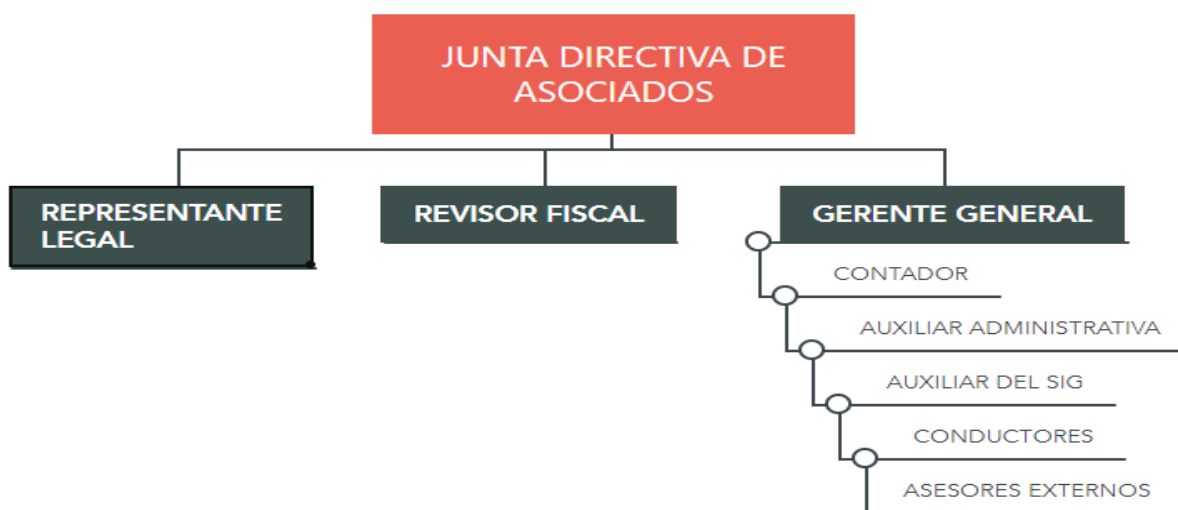 JUNTA DIRECTIVA DE
ASOCIADOS
REPRESENTANTE
LEGAL
REVISOR FISCAL
GERENTE GENERAL
CONTADOR
AUXILIAR ADMINISTRATIVA
AUXILIAR DEL SIG
CONDUCTORES
ASESORES EXTERNOS